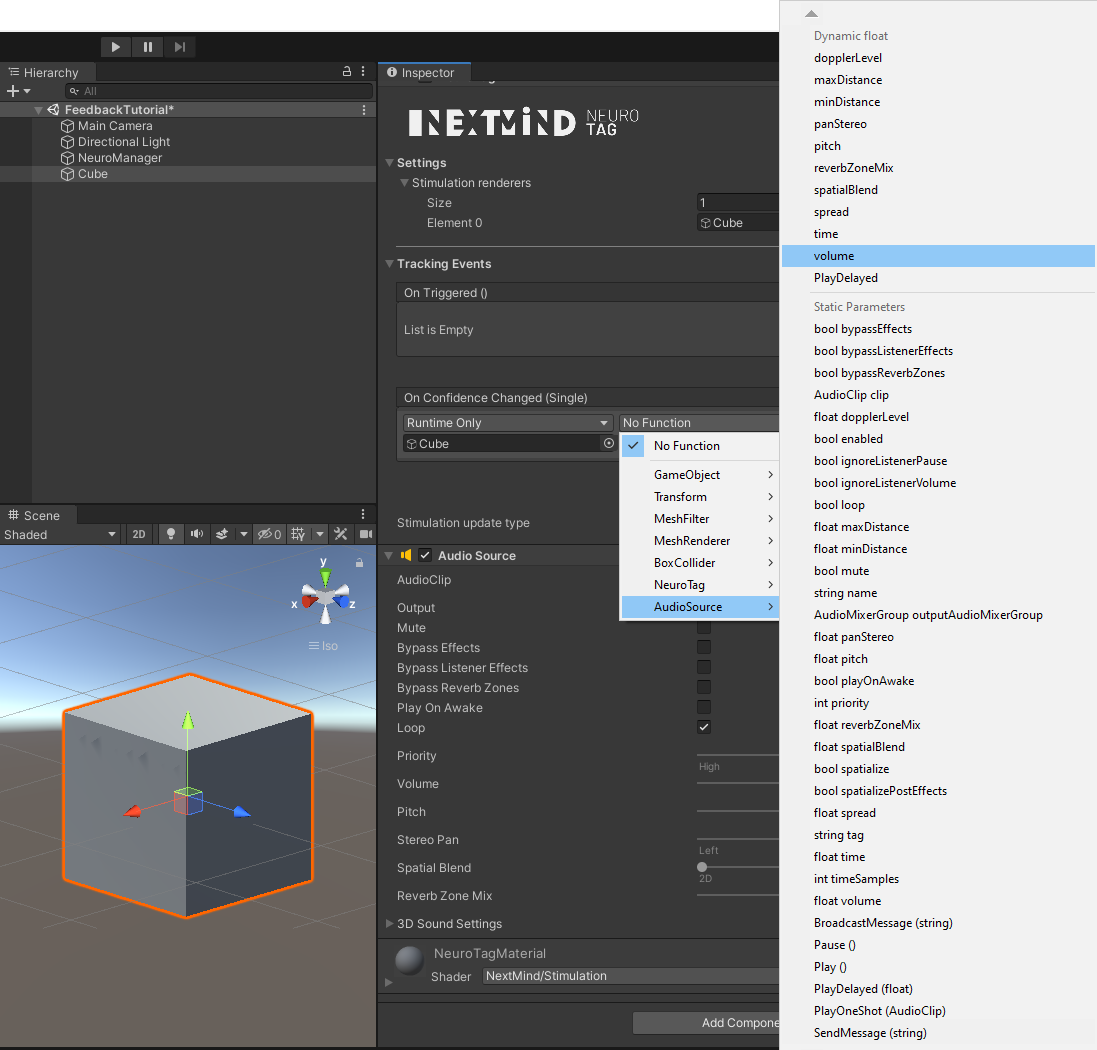 Hierarchy
All
FeedbackTutorial*
Main Camera
Directional Light
NeuroManager
Cube
Scene
Shaded
2D
0
y
x
z
Iso
Inspector
NEXTMIND NEURO TAG
Settings
Stimulation renderers
Size 1
Element 0 Cube
Tracking Events
On Triggered ()
List is Empty
On Confidence Changed (Single)
Runtime Only No Function
Cube
No Function
GameObject
Transform
MeshFilter
MeshRenderer
BoxCollider
NeuroTag
AudioSource
Stimulation update type
Audio Source
AudioClip
Output
Mute
Bypass Effects
Bypass Listener Effects
Bypass Reverb Zones
Play On Awake
Loop
Priority
High
Volume
Pitch
Stereo Pan
Left
Spatial Blend
2D
Reverb Zone Mix
3D Sound Settings
NeuroTagMaterial
Shader NextMind/Stimulation
Add Compone
Dynamic float
dopplerLevel
maxDistance
minDistance
panStereo
pitch
reverbZoneMix
spatialBlend
spread
time
volume
PlayDelayed
Static Parameters
bool bypassEffects
bool bypassListenerEffects
bool bypassReverbZones
AudioClip clip
float dopplerLevel
bool enabled
bool ignoreListenerPause
bool ignoreListenerVolume
bool loop
float maxDistance
float minDistance
bool mute
string name
AudioMixerGroup outputAudioMixerGroup
float panStereo
float pitch
bool playOnAwake
int priority
float reverbZoneMix
float spatialBlend
bool spatialize
bool spatializePostEffects
float spread
string tag
float time
int timeSamples
float volume
BroadcastMessage (string)
Pause ()
Play ()
PlayDelayed (float)
PlayOneShot (AudioClip)
SendMessage (string)